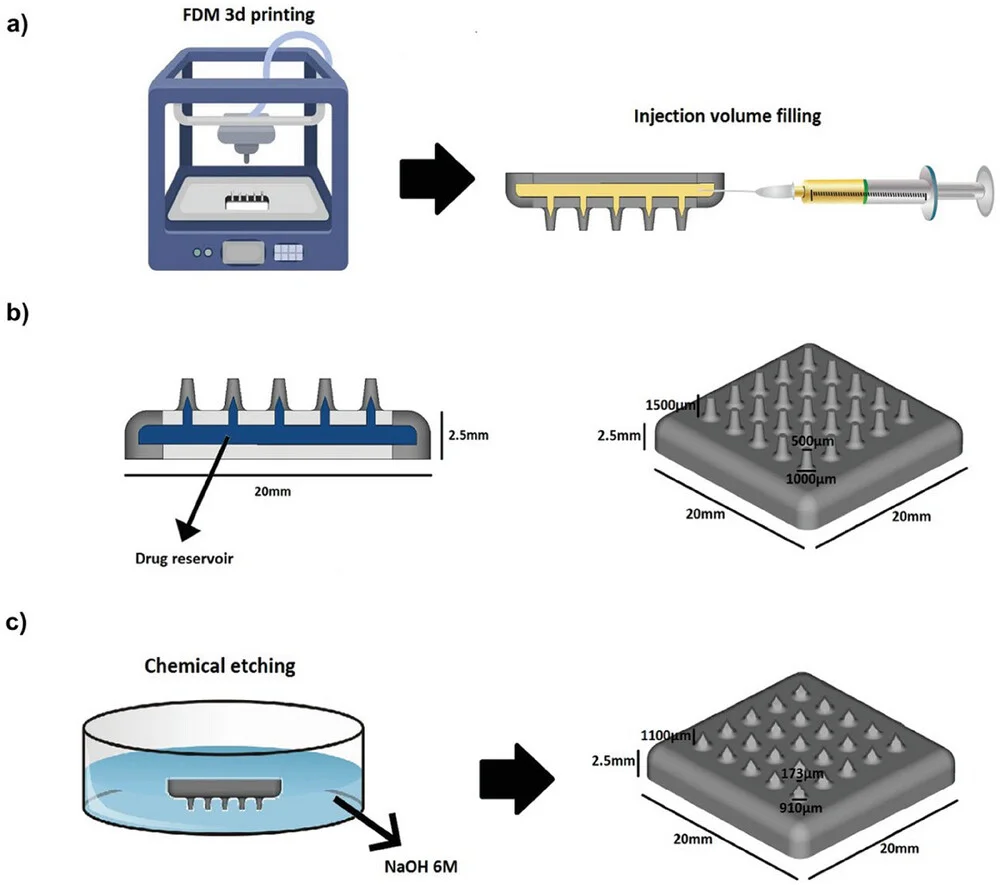 a)
FDM 3d printing
Injection volume filling
b)
2.5mm
20mm
Drug reservoir
1500µm
2.5mm
500µm
1000µm
20mm
20mm
c)
Chemical etching
NaOH 6M
1100µm
2.5mm
173µm
910µm
20mm
20mm